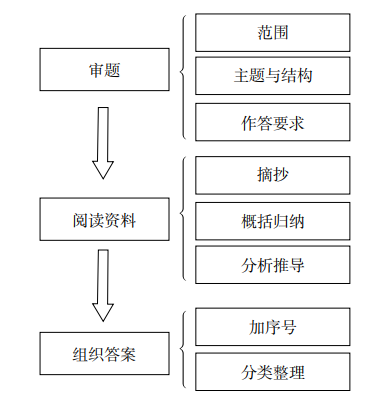 审题
范围
主题与结构
作答要求
阅读资料
摘抄
概括归纳
分析推导
组织答案
加序号
分类整理